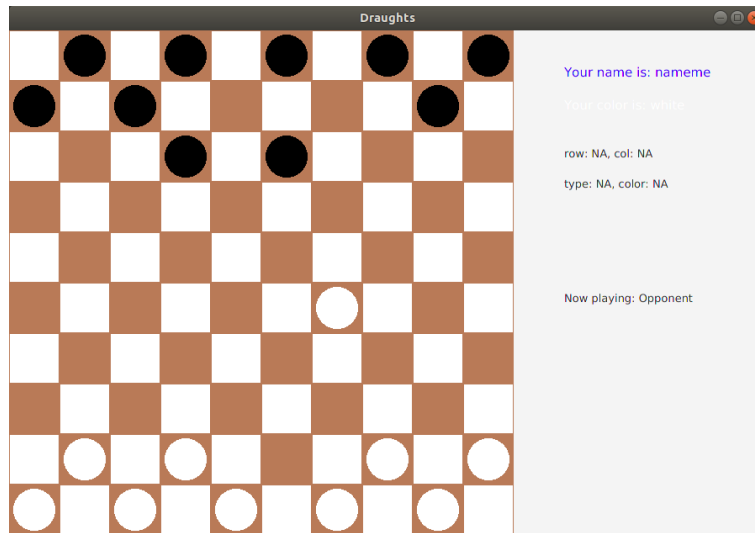 Draughts
Your name is: nameme
Your color is: white
row: NA, col: NA
type: NA, color: NA
Now playing: Opponent